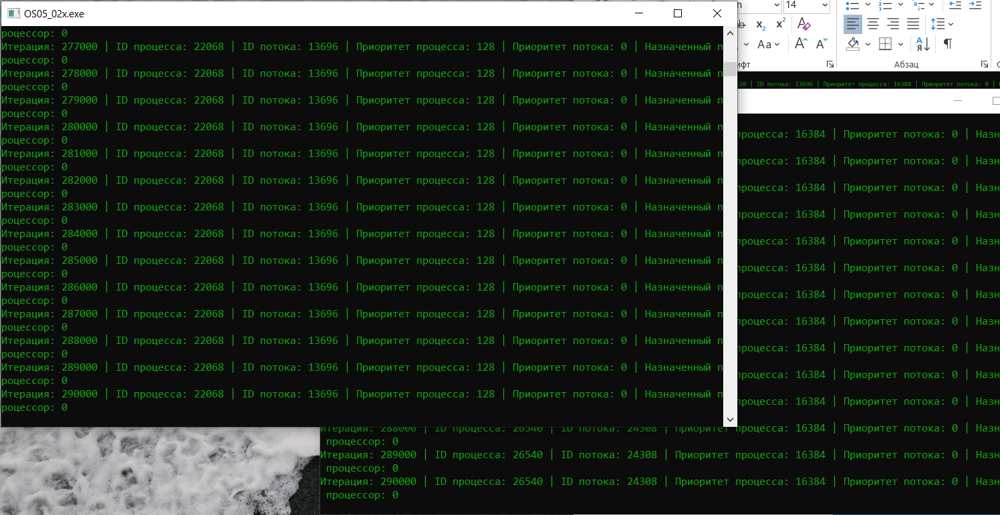 OS05_02x.exe
роцессор: 0
Итерация: 277000 | ID процесса: 22068 | ID потока: 13696 | Приоритет процесса: 128 | Приоритет потока: 0 | Назначенный п
роцессор: 0
Итерация: 278000 | ID процесса: 22068 | ID потока: 13696 | Приоритет процесса: 128 | Приоритет потока: 0 | Назначенный п
роцессор: 0
Итерация: 279000 | ID процесса: 22068 | ID потока: 13696 | Приоритет процесса: 128 | Приоритет потока: 0 | Назначенный п
роцессор: 0
Итерация: 280000 | ID процесса: 22068 | ID потока: 13696 | Приоритет процесса: 128 | Приоритет потока: 0 | Назначенный п
роцессор: 0
Итерация: 281000 | ID процесса: 22068 | ID потока: 13696 | Приоритет процесса: 128 | Приоритет потока: 0 | Назначенный п
роцессор: 0
Итерация: 282000 | ID процесса: 22068 | ID потока: 13696 | Приоритет процесса: 128 | Приоритет потока: 0 | Назначенный п
роцессор: 0
Итерация: 283000 | ID процесса: 22068 | ID потока: 13696 | Приоритет процесса: 128 | Приоритет потока: 0 | Назначенный п
роцессор: 0
Итерация: 284000 | ID процесса: 22068 | ID потока: 13696 | Приоритет процесса: 128 | Приоритет потока: 0 | Назначенный п
роцессор: 0
Итерация: 285000 | ID процесса: 22068 | ID потока: 13696 | Приоритет процесса: 128 | Приоритет потока: 0 | Назначенный п
роцессор: 0
Итерация: 286000 | ID процесса: 22068 | ID потока: 13696 | Приоритет процесса: 128 | Приоритет потока: 0 | Назначенный п
роцессор: 0
Итерация: 287000 | ID процесса: 22068 | ID потока: 13696 | Приоритет процесса: 128 | Приоритет потока: 0 | Назначенный п
роцессор: 0
Итерация: 288000 | ID процесса: 22068 | ID потока: 13696 | Приоритет процесса: 128 | Приоритет потока: 0 | Назначенный п
роцессор: 0
Итерация: 289000 | ID процесса: 22068 | ID потока: 13696 | Приоритет процесса: 128 | Приоритет потока: 0 | Назначенный п
роцессор: 0
Итерация: 290000 | ID процесса: 22068 | ID потока: 13696 | Приоритет процесса: 128 | Приоритет потока: 0 | Назначенный п
роцессор: 0
14
Aa
Абзац
| ID потока: 13696 | Приоритет процесса: 16384 | Приоритет потока: 0 |
процесса: 16384 | Приоритет потока: 0 | Назн
процесса: 16384 | Приоритет потока: 0 | Назн
процесса: 16384 | Приоритет потока: 0 | Назн
процесса: 16384 | Приоритет потока: 0 | Назн
процесса: 16384 | Приоритет потока: 0 | Назн
процесса: 16384 | Приоритет потока: 0 | Назн
процесса: 16384 | Приоритет потока: 0 | Назн
процесса: 16384 | Приоритет потока: 0 | Назн
процесса: 16384 | Приоритет потока: 0 | Назн
процесса: 16384 | Приоритет потока: 0 | Назн
процесса: 16384 | Приоритет потока: 0 | Назн
Итерация: 288000 | ID процесса: 26540 | ID потока: 24308 | Приоритет процесса: 16384 | Приоритет потока: 0 | Назн
процессор: 0
Итерация: 289000 | ID процесса: 26540 | ID потока: 24308 | Приоритет процесса: 16384 | Приоритет потока: 0 | Назн
процессор: 0
Итерация: 290000 | ID процесса: 26540 | ID потока: 24308 | Приоритет процесса: 16384 | Приоритет потока: 0 | Назн
процессор: 0